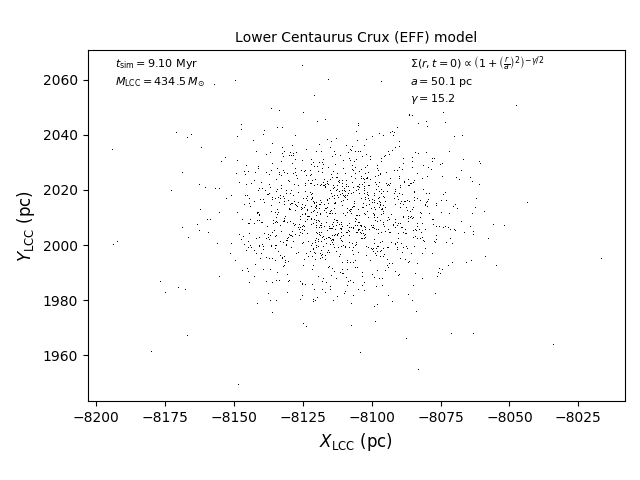 Lower Centaurus Crux (EFF) model
t_sim = 9.10 Myr
M_LCC = 434.5 M_⊙
Σ(r, t = 0) ∝ (1 + (r/a)²)^(−γ/2)
a = 50.1 pc
γ = 15.2
2060
2040
2020
2000
1980
1960
Y_LCC (pc)
−8200 −8175 −8150 −8125 −8100 −8075 −8050 −8025
X_LCC (pc)